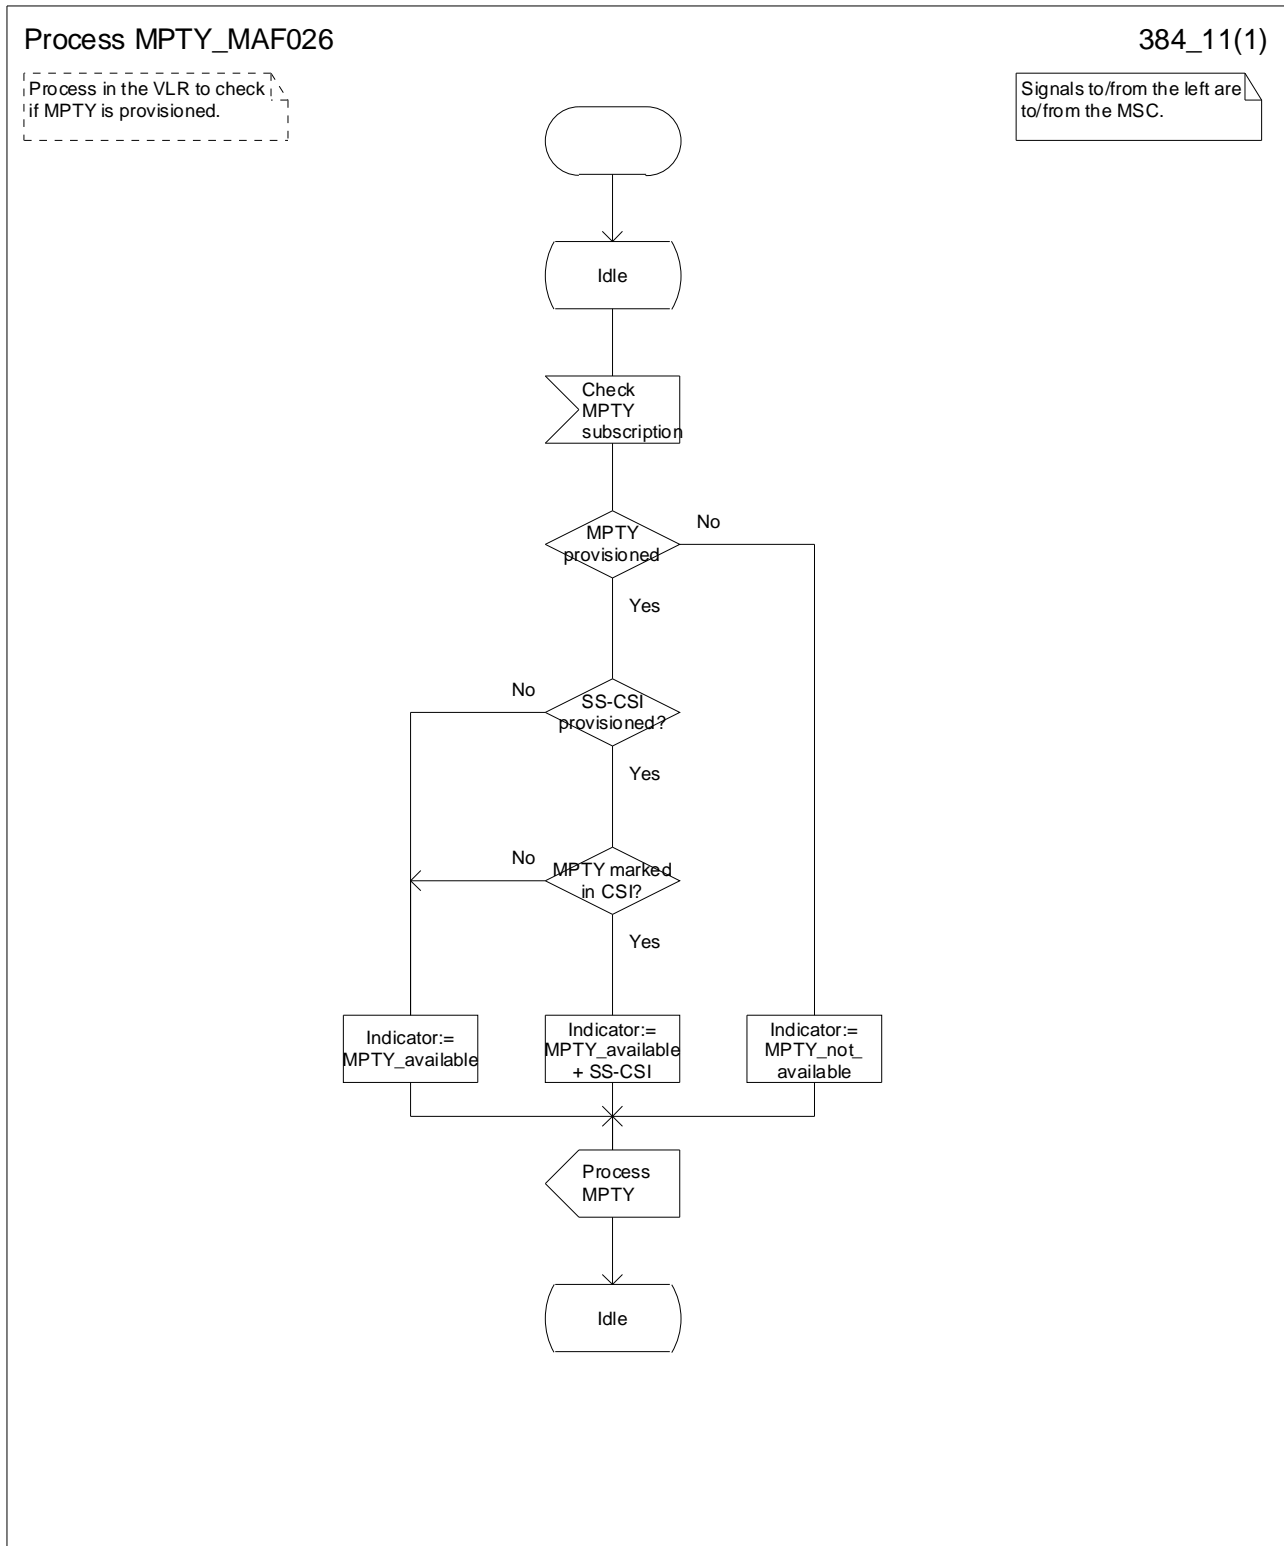 Process MPTY_MAF026
384_11(1)
Process in the VLR to check
if MPTY is provisioned.
Signals to/from the left are
to/from the MSC.
Idle
Check
MPTY
subscription
MPTY
provisioned
No
Yes
No
SS-CSI
provisioned?
Yes
No
MPTY marked
in CSI?
Yes
Indicator:=
MPTY_available
Indicator:=
MPTY_available
+ SS-CSI
Indicator:=
MPTY_not_
available
Process
MPTY
Idle